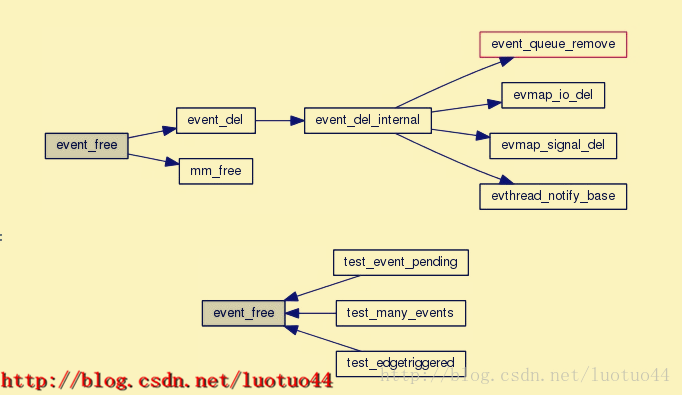 event_queue_remove
evmap_io_del
event_del
event_del_internal
event_free
evmap_signal_del
mm_free
evthread_notify_base
test_event_pending
event_free
test_many_events
test_edgetriggered
http://blog.csdn.net/luotuo44
http://blog.csdn.net/luotuo44